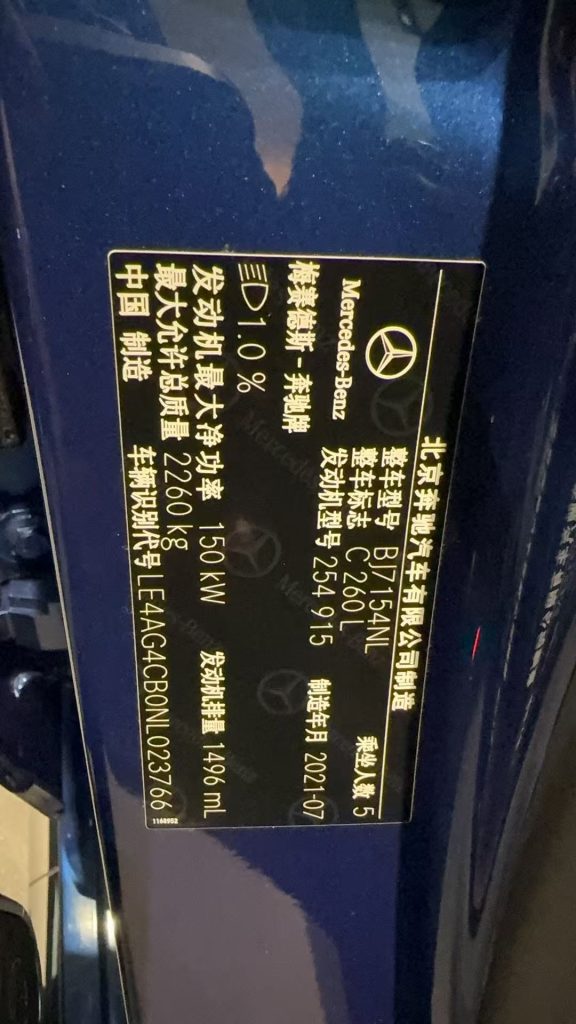 北京奔驰汽车有限公司制造
Mercedes-Benz
梅赛德斯-奔驰牌
整车型号 BJ7154NL
乘坐人数 5
整车标志 C 260 L
发动机型号 254 915
制造年月 2021-07
1.0 %
发动机最大净功率 150 kW
发动机排量 1496 mL
最大允许总质量 2260 kg
中国 制造
车辆识别代号 LE4AG4CB0NL023766
1168952